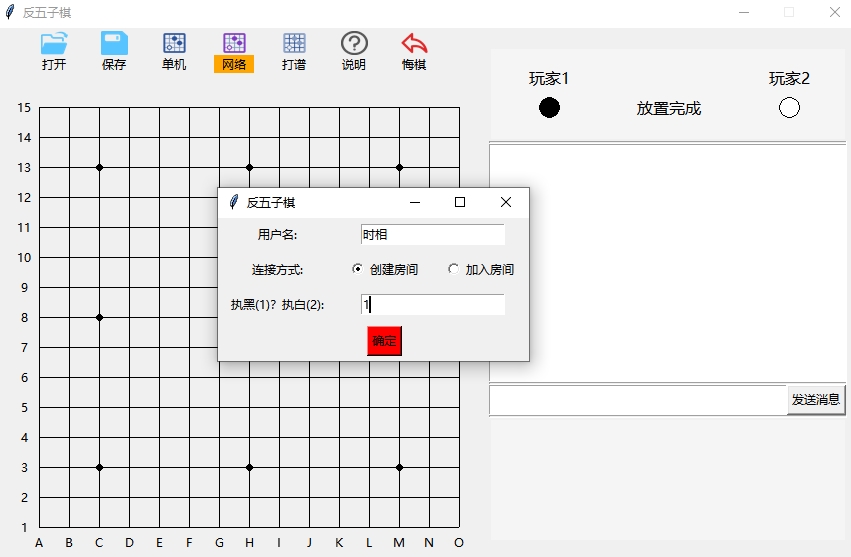 反五子棋
打开 保存 单机 网络 打谱 说明 悔棋
玩家1 玩家2
放置完成
15
14
13
12
11
10
9
8
7
6
5
4
3
2
1
A B C D E F G H I J K L M N O
反五子棋
用户名: 时相
连接方式: 创建房间 加入房间
执黑(1)? 执白(2): 1
确定
发送消息